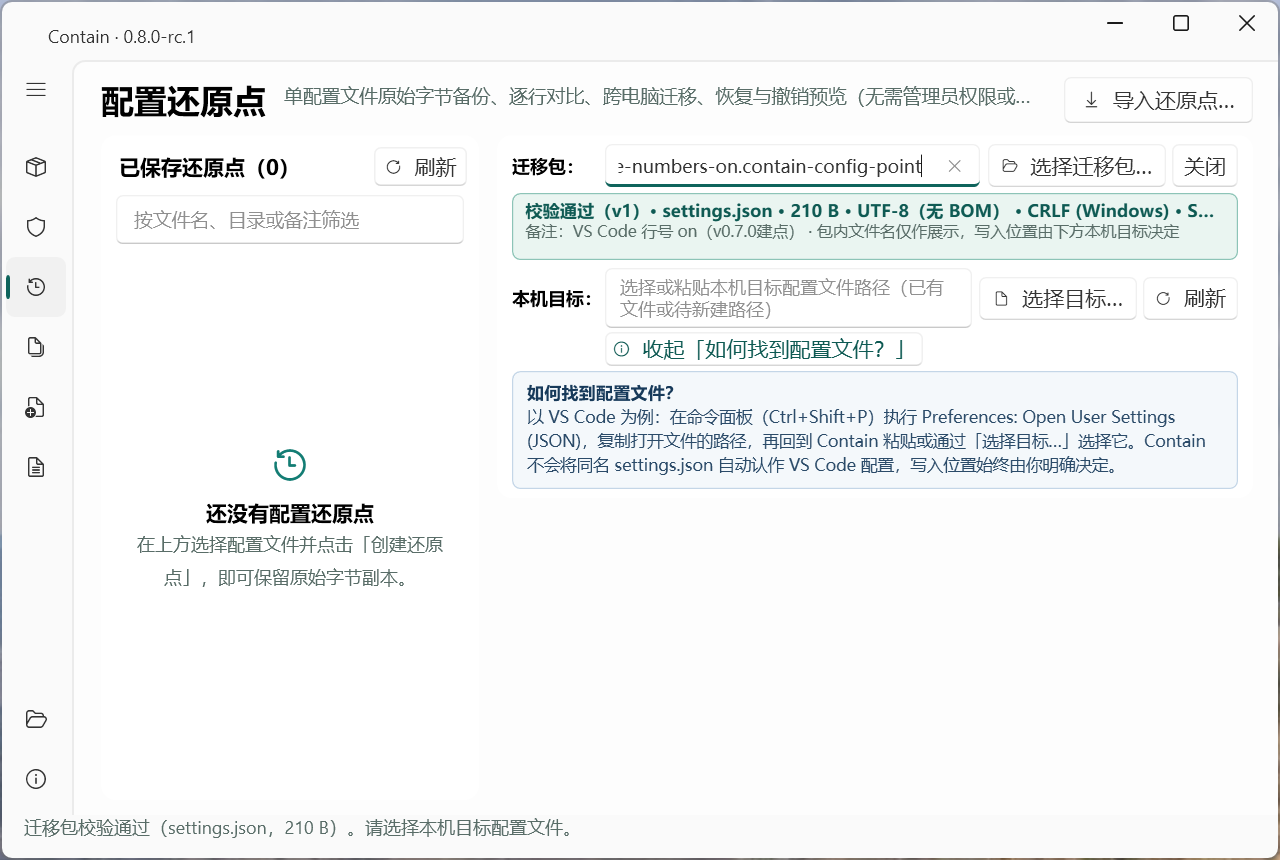 Contain · 0.8.0-rc.1
配置还原点
单配置文件原始字节备份、逐行对比、跨电脑迁移、恢复与撤销预览（无需管理员权限或...
导入还原点...
已保存还原点（0）
刷新
按文件名、目录或备注筛选
还没有配置还原点
在上方选择配置文件并点击「创建还原
点」，即可保留原始字节副本。
迁移包：
e-numbers-on.contain-config-point
选择迁移包...
关闭
校验通过（v1）• settings.json • 210 B • UTF-8（无 BOM） • CRLF (Windows) • S...
备注：VS Code 行号 on（v0.7.0建点） · 包内文件名仅作展示，写入位置由下方本机目标决定
本机目标：
选择或粘贴本机目标配置文件路径（已有
文件或待新建路径）
选择目标...
刷新
收起「如何找到配置文件？」
如何找到配置文件？
以 VS Code 为例：在命令面板（Ctrl+Shift+P）执行 Preferences: Open User Settings
(JSON)，复制打开文件的路径，再回到 Contain 粘贴或通过「选择目标...」选择它。Contain
不会将同名 settings.json 自动认作 VS Code 配置，写入位置始终由你明确决定。
迁移包校验通过（settings.json，210 B）。请选择本机目标配置文件。